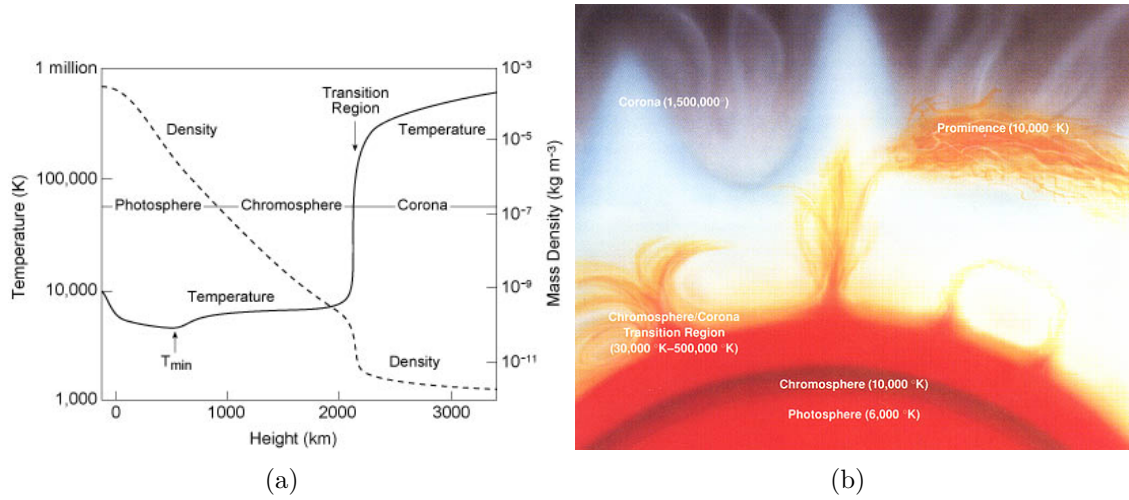 1 million
100,000
10,000
1,000
Temperature (K)
10⁻³
10⁻⁵
10⁻⁷
10⁻⁹
10⁻¹¹
Mass Density (kg m⁻³)
Transition
Region
Density
Temperature
Photosphere
Chromosphere
Corona
Temperature
Tmin
Density
0
1000
2000
3000
Height (km)
(a)
Corona (1,500,000°)
Prominence (10,000 °K)
Chromosphere/Corona
Transition Region
(30,000 °K–500,000 °K)
Chromosphere (10,000 °K)
Photosphere (6,000 °K)
(b)